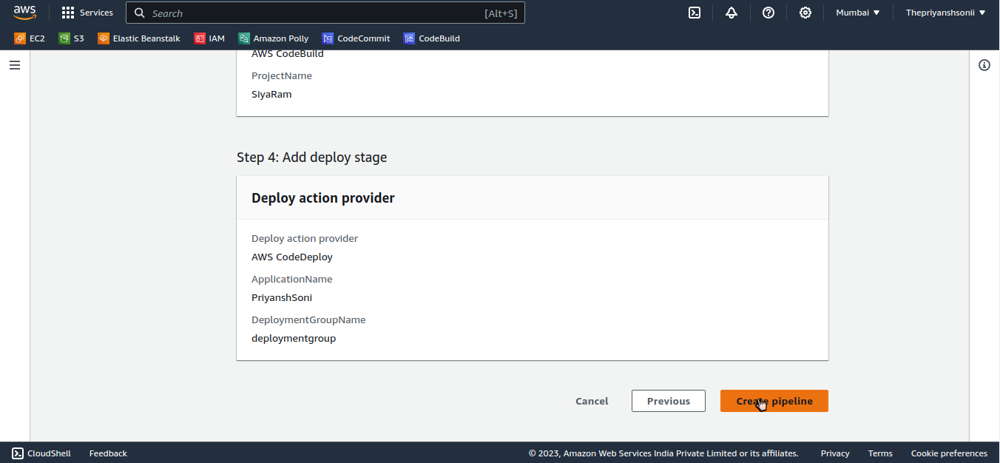 aws Services Search [Alt+S] Mumbai Thepriyanshsonii
EC2 S3 Elastic Beanstalk IAM Amazon Polly CodeCommit CodeBuild
AWS CodeBuild
ProjectName
SiyaRam
Step 4: Add deploy stage
Deploy action provider
Deploy action provider
AWS CodeDeploy
ApplicationName
PriyanshSoni
DeploymentGroupName
deploymentgroup
Cancel Previous Create pipeline
CloudShell Feedback © 2023, Amazon Web Services India Private Limited or its affiliates. Privacy Terms Cookie preferences